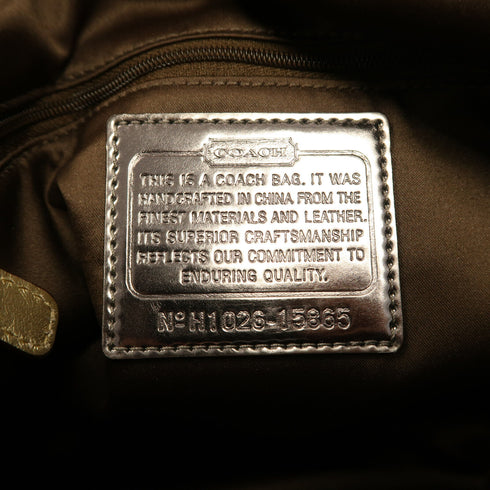 COACH
THIS IS A COACH BAG. IT WAS
HANDCRAFTED IN CHINA FROM THE
FINEST MATERIALS AND LEATHER.
ITS SUPERIOR CRAFTSMANSHIP
REFLECTS OUR COMMITMENT TO
ENDURING QUALITY.
Nº H1026-15865